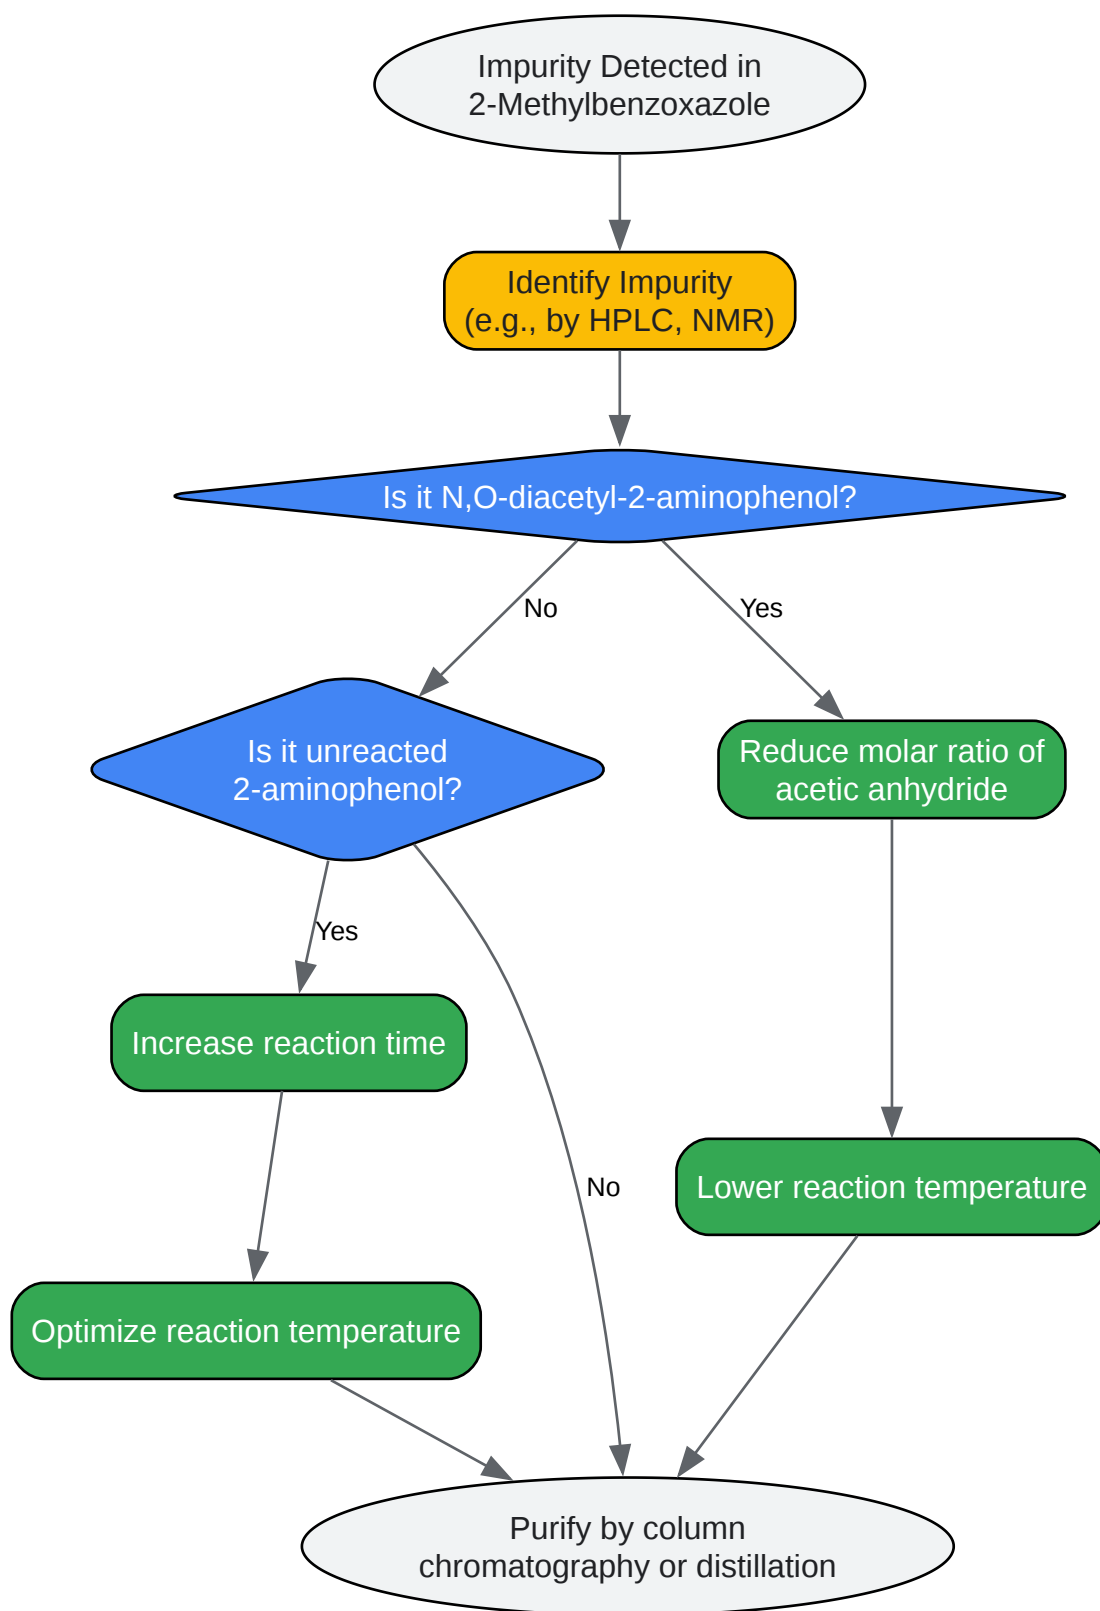 Impurity Detected in
2-Methylbenzoxazole
Identify Impurity
(e.g., by HPLC, NMR)
Is it N,O-diacetyl-2-aminophenol?
No
Yes
Is it unreacted
2-aminophenol?
Reduce molar ratio of
acetic anhydride
Yes
Increase reaction time
No
Lower reaction temperature
Optimize reaction temperature
Purify by column
chromatography or distillation